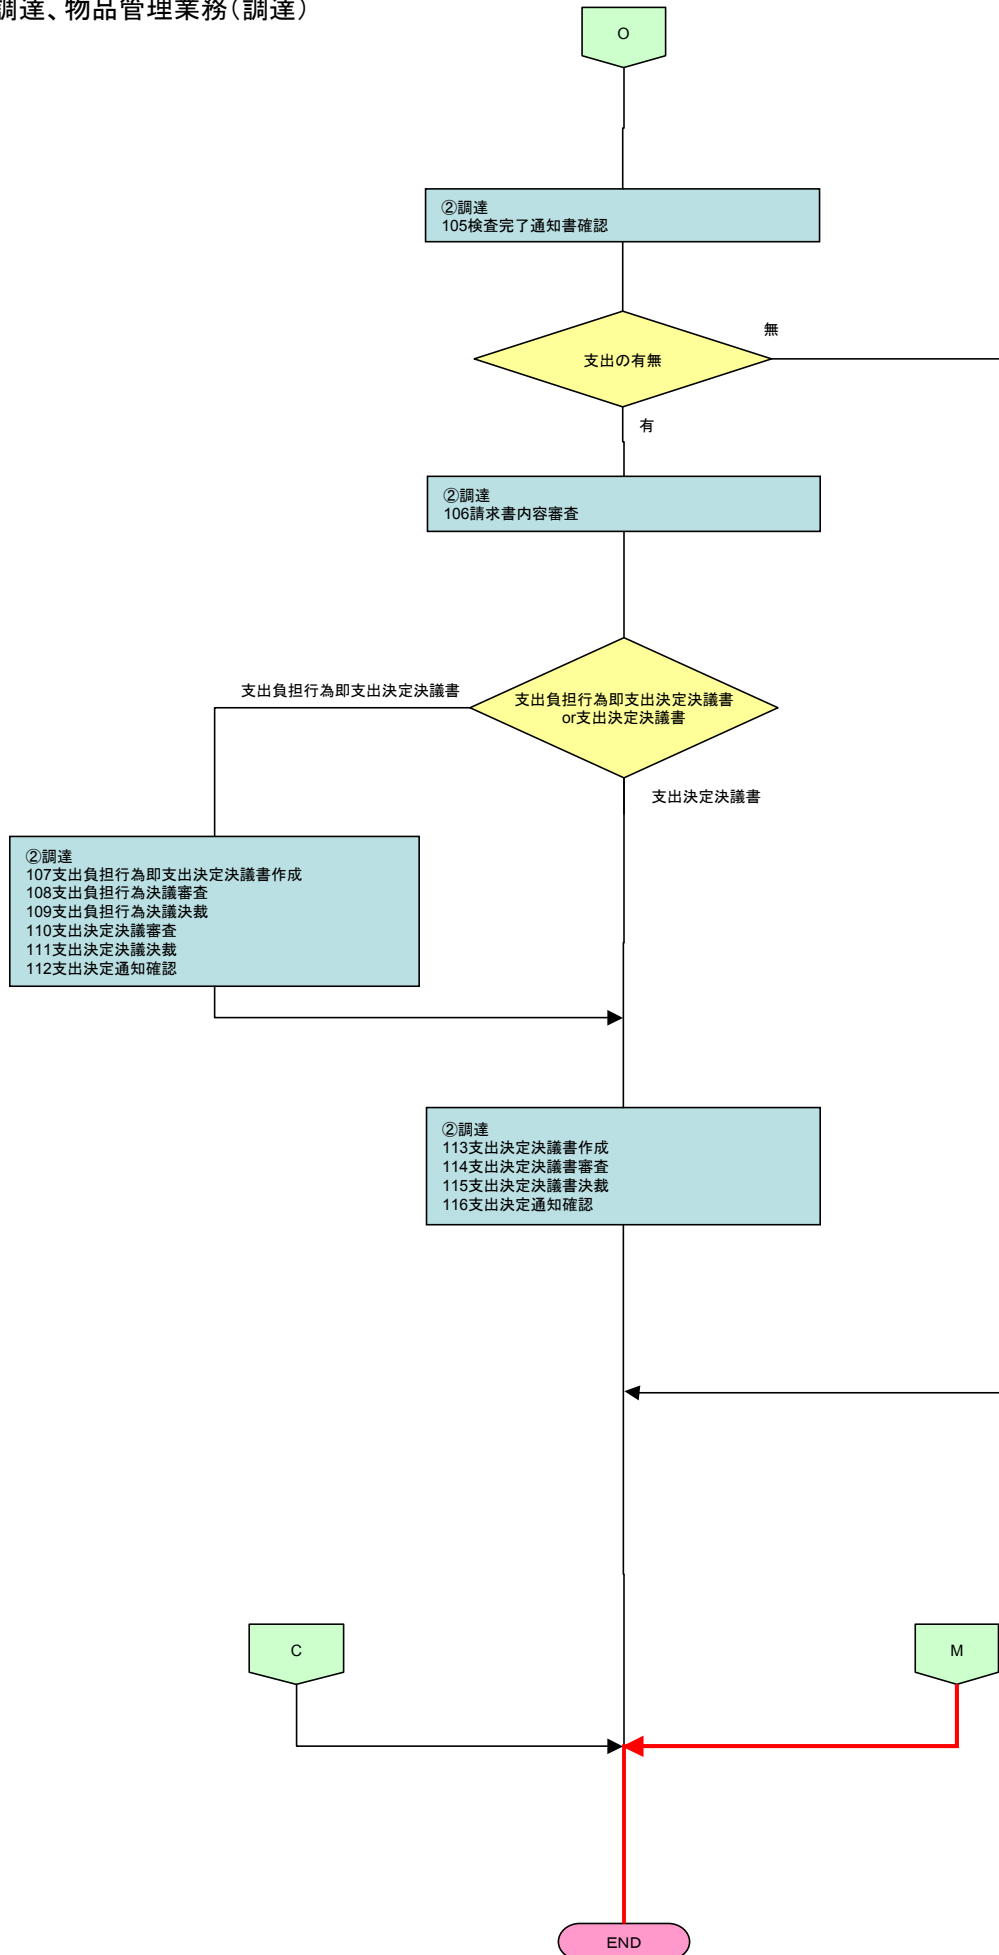 調達、物品管理業務（調達）
O
②調達
105検査完了通知書確認
無
支出の有無
有
②調達
106請求書内容審査
支出負担行為即支出決定決議書
支出負担行為即支出決定決議書
or支出決定決議書
支出決定決議書
②調達
107支出負担行為即支出決定決議書作成
108支出負担行為決議審査
109支出負担行為決議決裁
110支出決定決議審査
111支出決定決議決裁
112支出決定通知確認
②調達
113支出決定決議書作成
114支出決定決議書審査
115支出決定決議書決裁
116支出決定通知確認
C
M
END